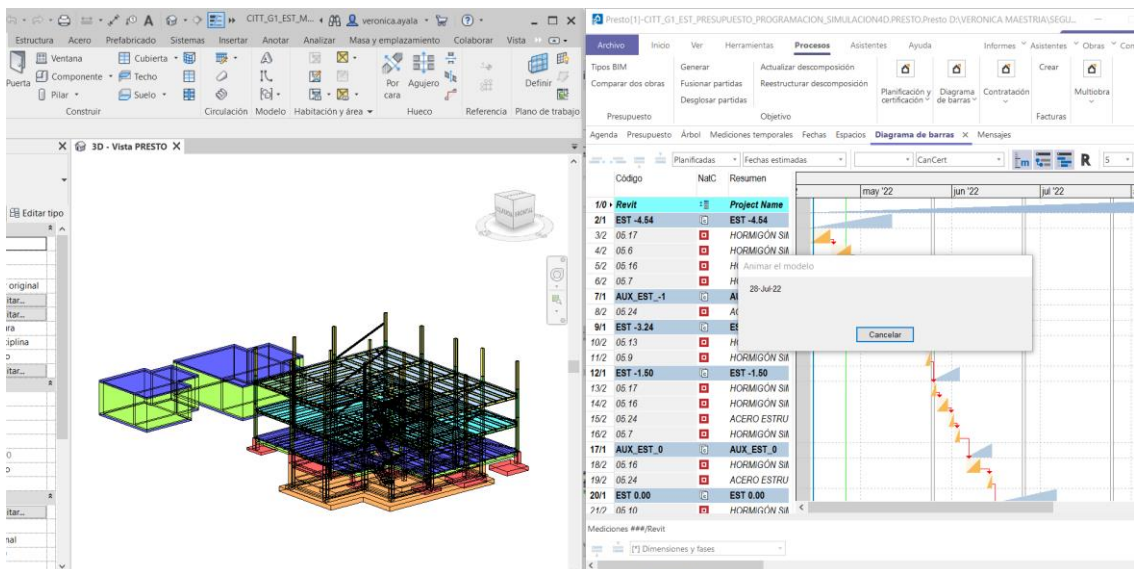 CITT_G1_EST_M...
veronica.ayala
Estructura Acero Prefabricado Sistemas Insertar Anotar Analizar Masa y emplazamiento Colaborar Vista
Puerta
Ventana
Componente
Pilar
Cubierta
Techo
Suelo
Por cara
Agujero
Definir
Construir Circulación Modelo Habitación y área Hueco Referencia Plano de trabajo
3D - Vista PRESTO
Editar tipo
original
itar...
itar...
ra
iplina
o
itar...
0
o
itar...
nal
Presto[1]-CITT_G1_EST_PRESUPUESTO_PROGRAMACION_SIMULACION4D.PRESTO.Presto D:\VERONICA MAESTRIA\SEGU...
Archivo Inicio Ver Herramientas Procesos Asistentes Ayuda Informes Asistentes Obras Con
Tipos BIM
Comparar dos obras
Presupuesto
Generar Actualizar descomposición
Fusionar partidas Reestructurar descomposición
Desglosar partidas
Objetivo
Planificación y certificación
Diagrama de barras
Contratación
Crear
Facturas
Multiobra
Agenda Presupuesto Árbol Mediciones temporales Fechas Espacios Diagrama de barras X Mensajes
Planificadas Fechas estimadas CanCert R 5
Código NatC Resumen
may '22 jun '22 jul '22
1/0 Revit Project Name
2/1 EST -4.54 EST -4.54
3/2 05.17 HORMIGÓN SIM
4/2 05.6 HORMIGÓN SIM
5/2 05.16 H
6/2 05.7 H
7/1 AUX_EST_-1 AU
8/2 05.24 AC
9/1 EST -3.24 ES
10/2 05.13 H
11/2 05.9 HORMIGÓN SIM
12/1 EST -1.50 EST -1.50
13/2 05.17 HORMIGÓN SIM
14/2 05.16 HORMIGÓN SIM
15/2 05.24 ACERO ESTRU
16/2 05.7 HORMIGÓN SIM
17/1 AUX_EST_0 AUX_EST_0
18/2 05.16 HORMIGÓN SIM
19/2 05.24 ACERO ESTRU
20/1 EST 0.00 EST 0.00
21/2 05.10 HORMIGÓN SIM
Animar el modelo
28-Jul-22
Cancelar
Mediciones ###/Revit
[*] Dimensiones y fases